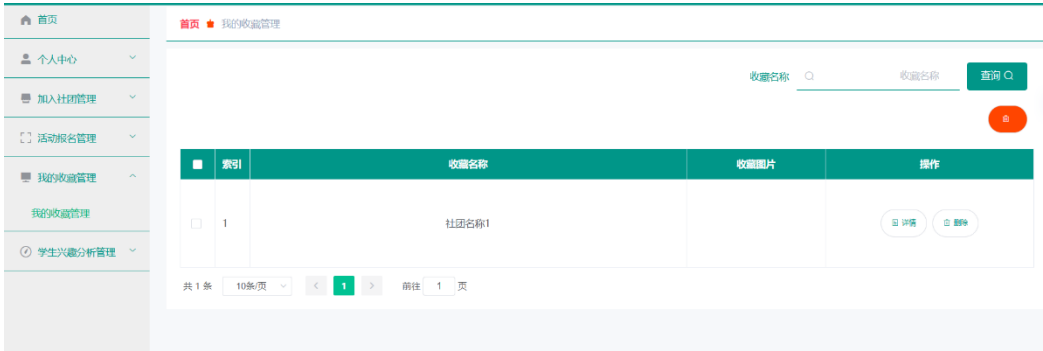 首页
个人中心
加入社团管理
活动报名管理
我的收藏管理
我的收藏管理
学生兴趣分析管理
首页 我的收藏管理
收藏名称 收藏名称 查询
索引 收藏名称 收藏图片 操作
1 社团名称1 详情 删除
共 1 条 10条/页 1 前往 1 页